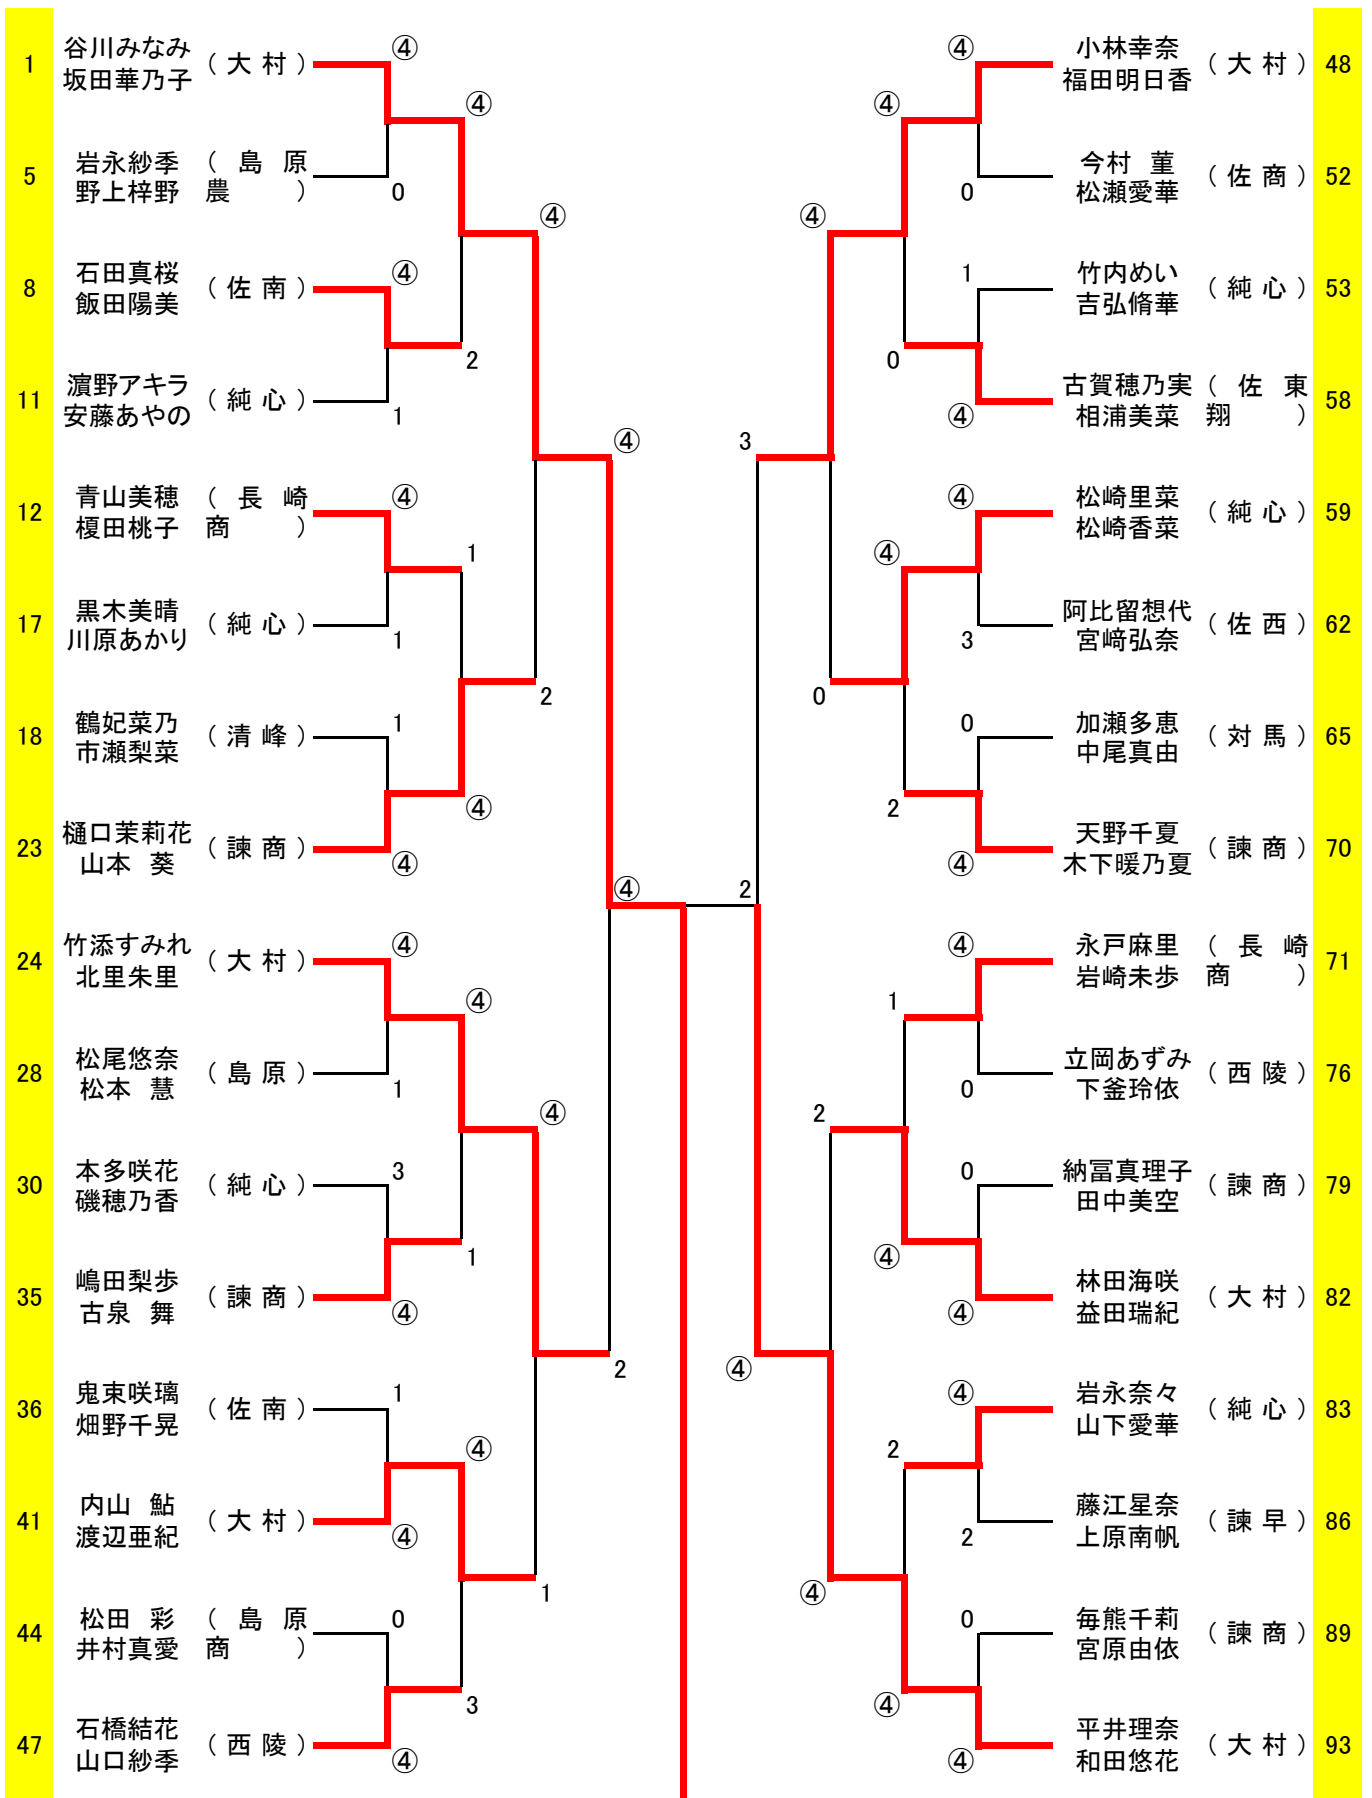 1 谷川みなみ 坂田華乃子 (大村) ④
④
5 岩永紗季 野上梓野 (島原農) 0
④
8 石田真桜 飯田陽美 (佐南) ④
2
11 濵野アキラ 安藤あやの (純心) 1
④
12 青山美穂 榎田桃子 (長崎商) ④
1
17 黒木美晴 川原あかり (純心) 1
2
18 鶴妃菜乃 市瀬梨菜 (清峰) 1
④
23 樋口茉莉花 山本 葵 (諫商) ④
④
24 竹添すみれ 北里朱里 (大村) ④
④
28 松尾悠奈 松本 慧 (島原) 1
④
30 本多咲花 磯穂乃香 (純心) 3
1
35 嶋田梨歩 古泉 舞 (諫商) ④
2
36 鬼束咲璃 畑野千晃 (佐南) 1
④
41 内山 鮎 渡辺亜紀 (大村) ④
1
44 松田 彩 井村真愛 (島原商) 0
3
47 石橋結花 山口紗季 (西陵) ④
④ 小林幸奈 福田明日香 (大村) 48
④
0 今村 菫 松瀬愛華 (佐商) 52
④
1 竹内めい 吉弘脩華 (純心) 53
0
④ 古賀穂乃実 相浦美菜 (佐東翔) 58
3
④ 松崎里菜 松崎香菜 (純心) 59
④
3 阿比留想代 宮﨑弘奈 (佐西) 62
0
0 加瀬多恵 中尾真由 (対馬) 65
2
④ 天野千夏 木下暖乃夏 (諫商) 70
2
④ 永戸麻里 岩崎未歩 (長崎商) 71
1
0 立岡あずみ 下釜玲依 (西陵) 76
2
0 納冨真理子 田中美空 (諫商) 79
④
④ 林田海咲 益田瑞紀 (大村) 82
④
④ 岩永奈々 山下愛華 (純心) 83
2
2 藤江星奈 上原南帆 (諫早) 86
④
0 毎熊千莉 宮原由依 (諫商) 89
④
④ 平井理奈 和田悠花 (大村) 93